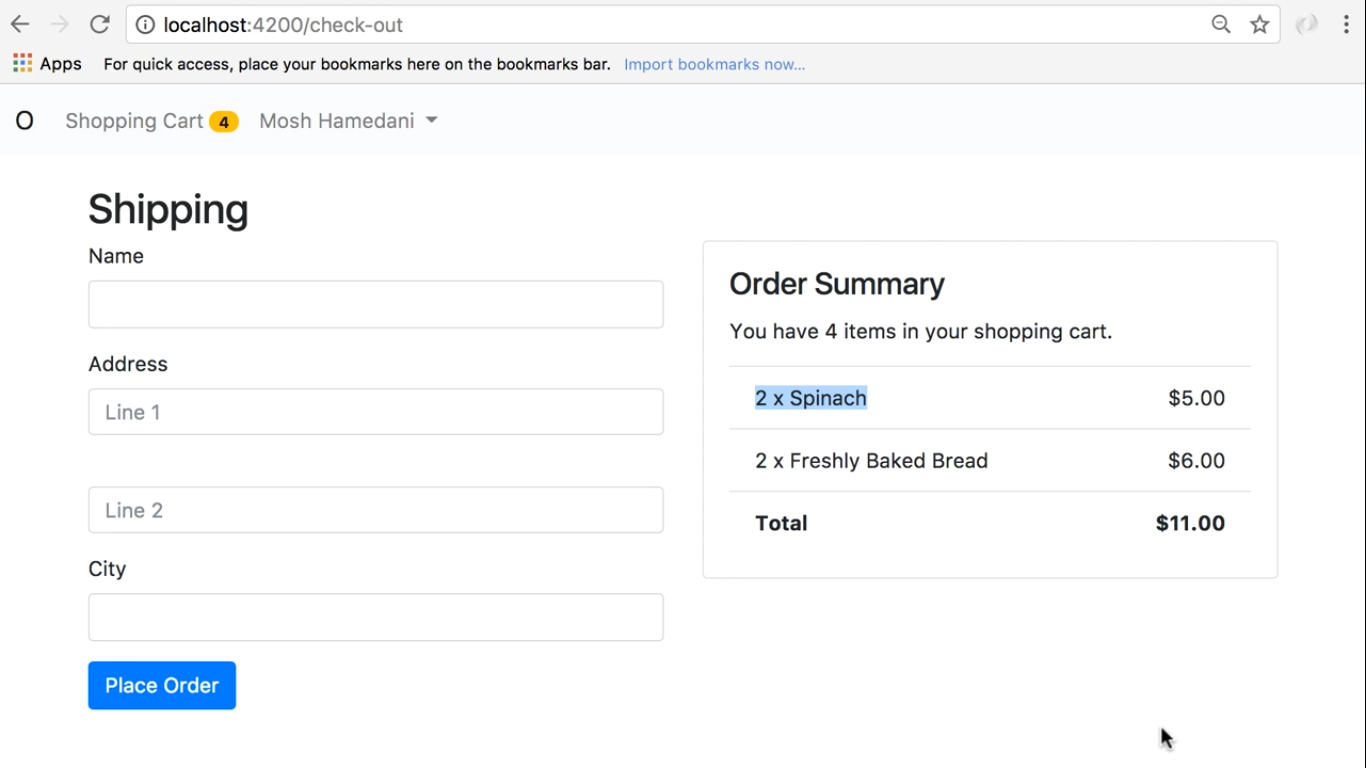 localhost:4200/check-out
Apps For quick access, place your bookmarks here on the bookmarks bar. Import bookmarks now...
O Shopping Cart 4 Mosh Hamedani
Shipping
Name
Address
Line 1
Line 2
City
Place Order
Order Summary
You have 4 items in your shopping cart.
2 x Spinach $5.00
2 x Freshly Baked Bread $6.00
Total $11.00